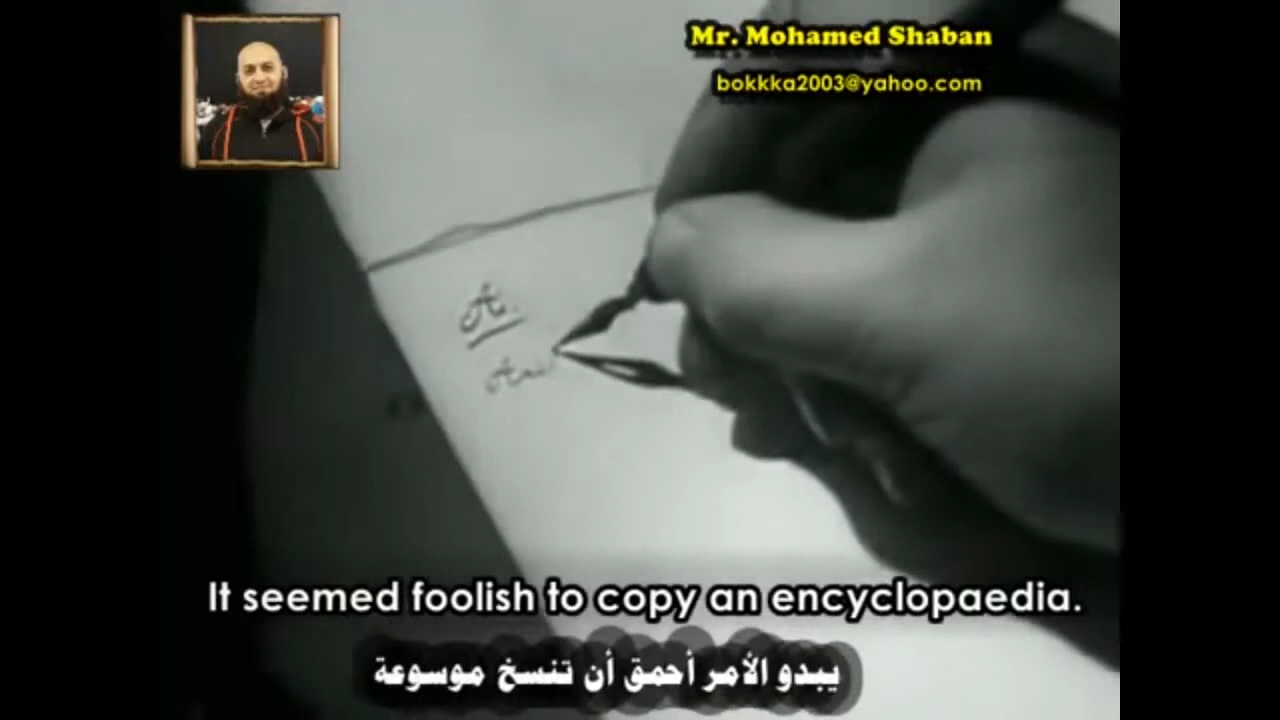 Mr. Mohamed Shaban
bokkka2003@yahoo.com
A.
It seemed foolish to copy an encyclopaedia.
يبدو الأمر أحمق أن تنسخ موسوعة